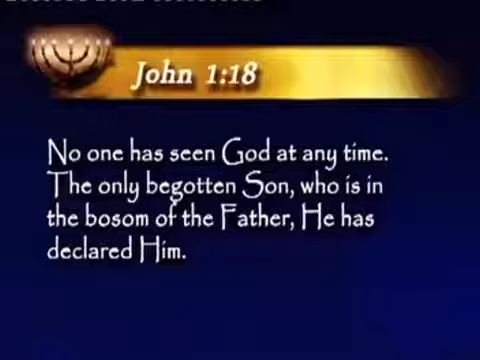 John 1:18
No one has seen God at any time.
The only begotten Son, who is in
the bosom of the Father, He has
declared Him.